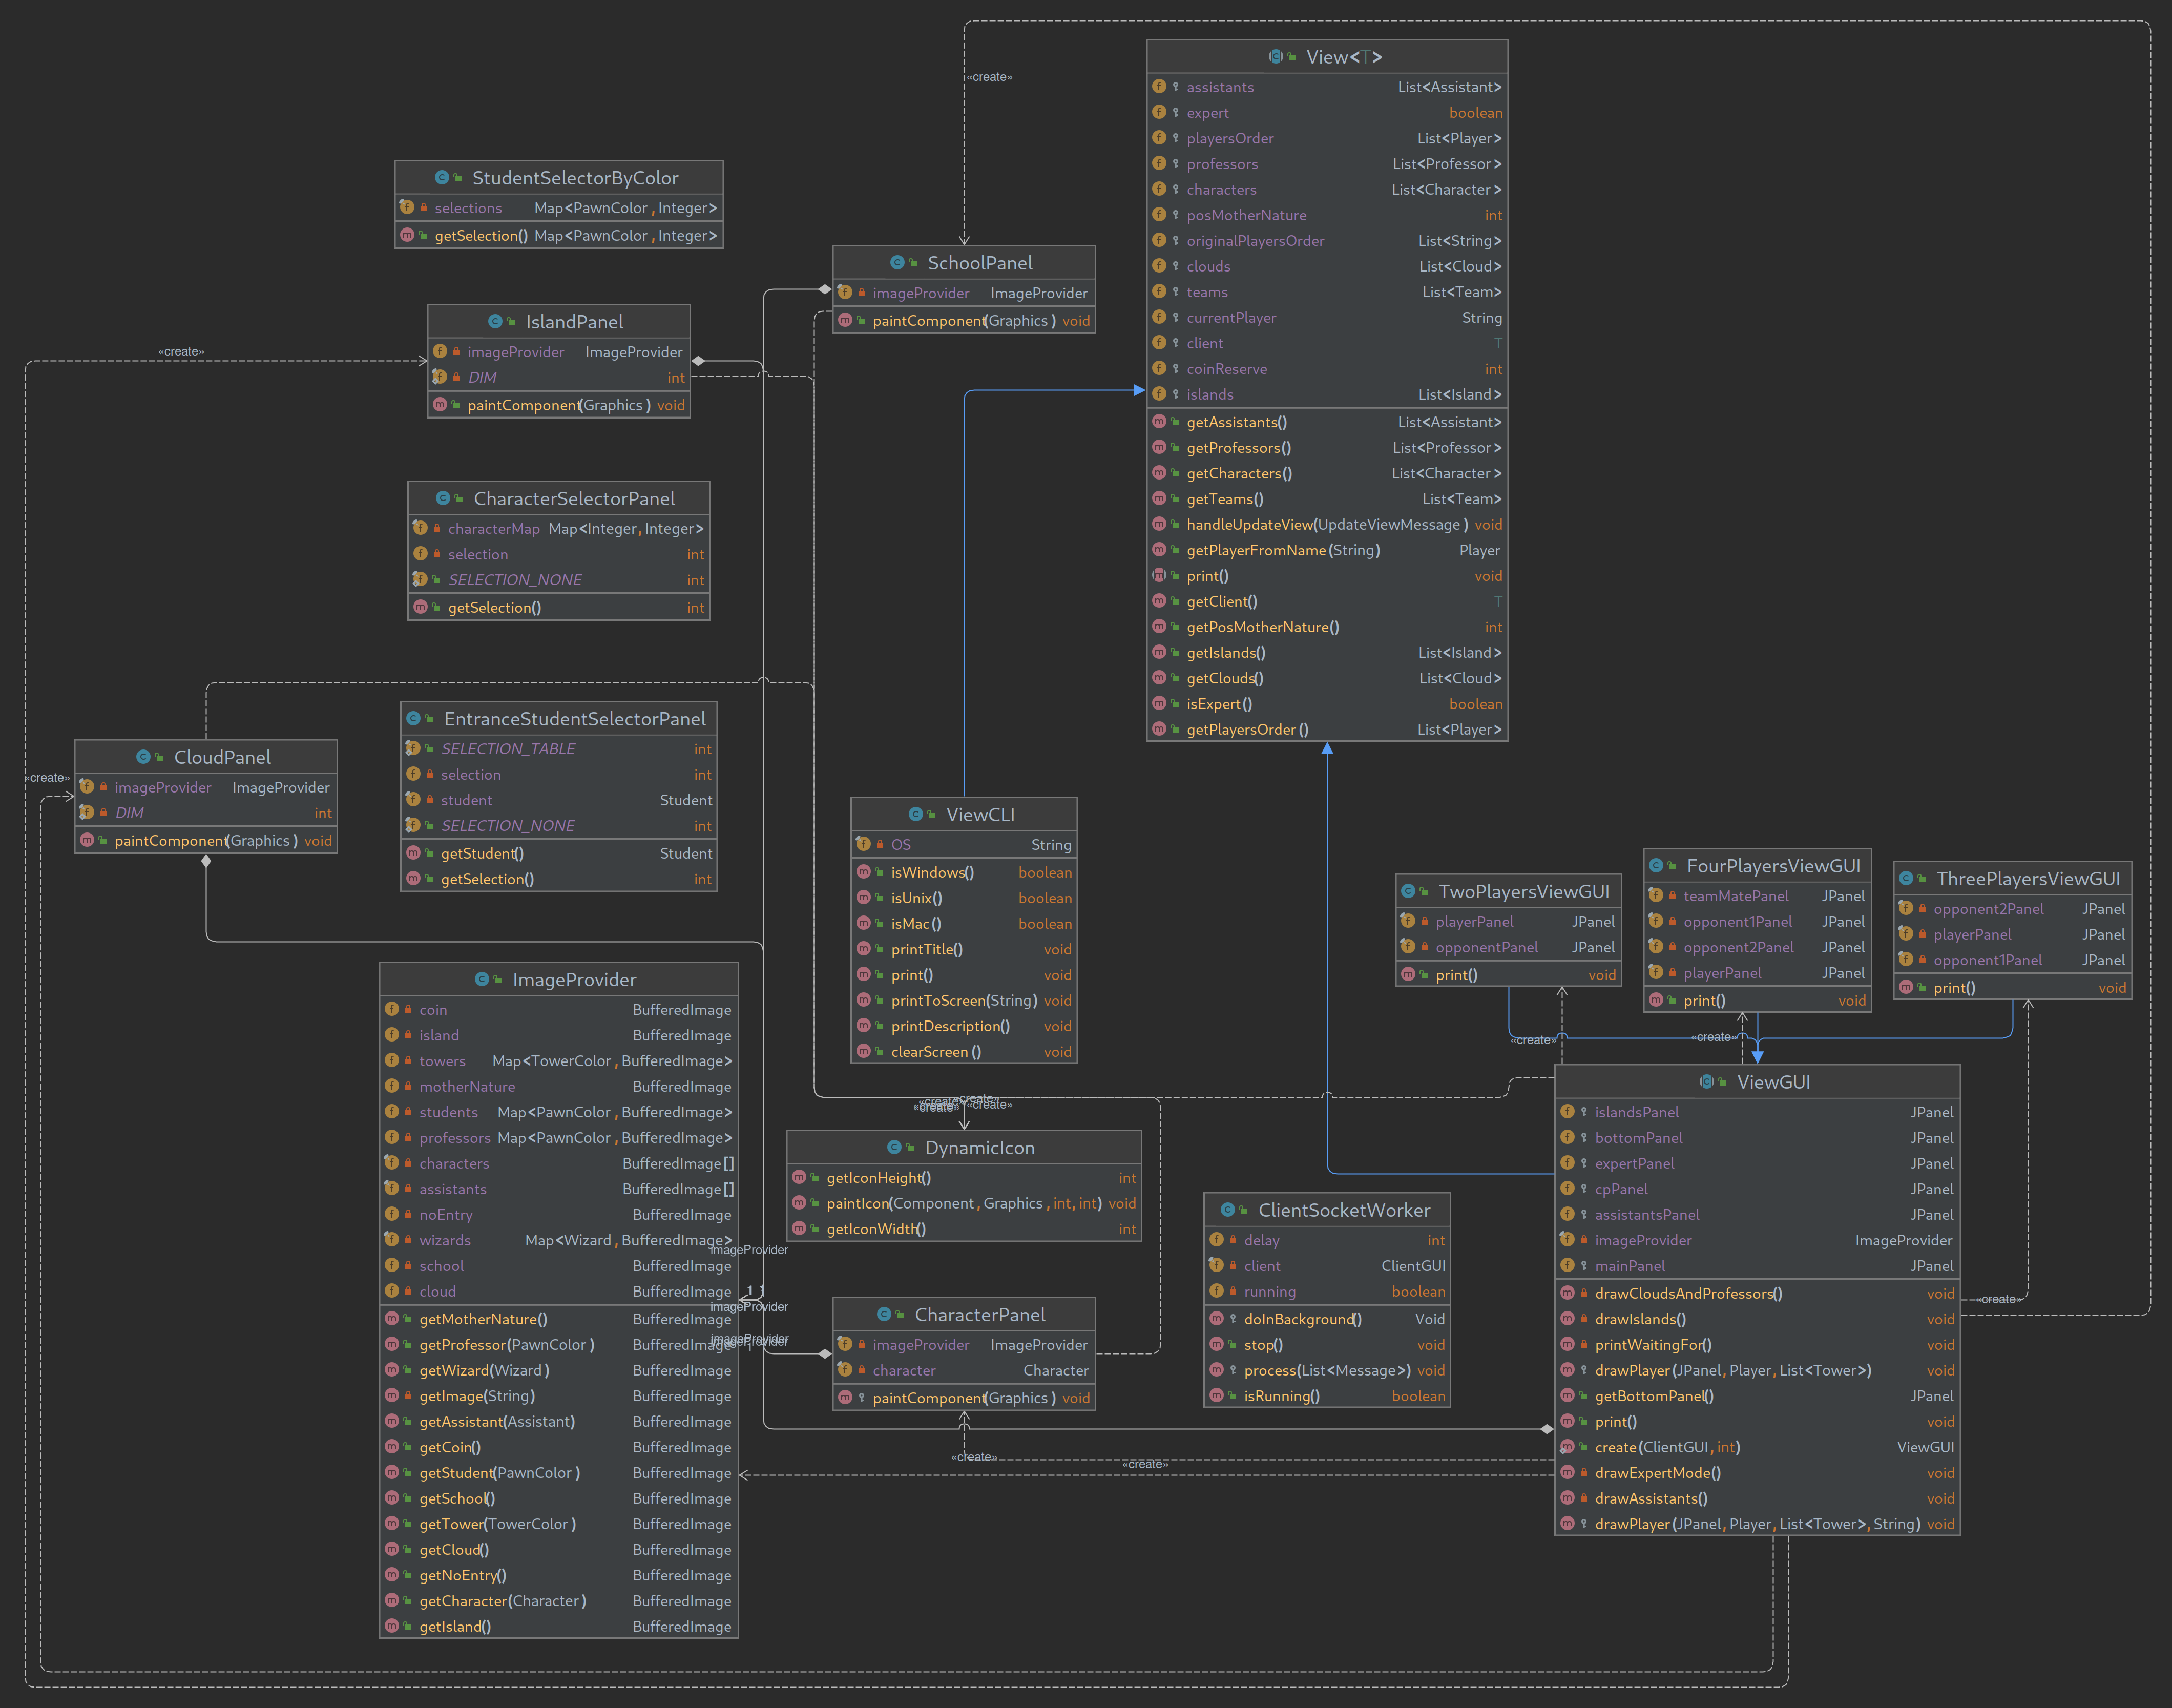 «create»
View<T>
assistants List<Assistant>
expert boolean
playersOrder List<Player>
professors List<Professor>
characters List<Character>
posMotherNature int
originalPlayersOrder List<String>
clouds List<Cloud>
teams List<Team>
currentPlayer String
client T
coinReserve int
islands List<Island>
getAssistants() List<Assistant>
getProfessors() List<Professor>
getCharacters() List<Character>
getTeams() List<Team>
handleUpdateView(UpdateViewMessage) void
getPlayerFromName(String) Player
print() void
getClient() T
getPosMotherNature() int
getIslands() List<Island>
getClouds() List<Cloud>
isExpert() boolean
getPlayersOrder() List<Player>
StudentSelectorByColor
selections Map<PawnColor, Integer>
getSelection() Map<PawnColor, Integer>
SchoolPanel
imageProvider ImageProvider
paintComponent(Graphics) void
IslandPanel
imageProvider ImageProvider
DIM int
paintComponent(Graphics) void
«create»
CharacterSelectorPanel
characterMap Map<Integer, Integer>
selection int
SELECTION_NONE int
getSelection() int
EntranceStudentSelectorPanel
SELECTION_TABLE int
selection int
student Student
SELECTION_NONE int
getStudent() Student
getSelection() int
CloudPanel
imageProvider ImageProvider
DIM int
paintComponent(Graphics) void
«create»
ViewCLI
OS String
isWindows() boolean
isUnix() boolean
isMac() boolean
printTitle() void
print() void
printToScreen(String) void
printDescription() void
clearScreen() void
TwoPlayersViewGUI
playerPanel JPanel
opponentPanel JPanel
print() void
FourPlayersViewGUI
teamMatePanel JPanel
opponent1Panel JPanel
opponent2Panel JPanel
playerPanel JPanel
print() void
ThreePlayersViewGUI
opponent2Panel JPanel
playerPanel JPanel
opponent1Panel JPanel
print() void
«create»
«create»
ImageProvider
coin BufferedImage
island BufferedImage
towers Map<TowerColor, BufferedImage>
motherNature BufferedImage
students Map<PawnColor, BufferedImage>
professors Map<PawnColor, BufferedImage>
characters BufferedImage[]
assistants BufferedImage[]
noEntry BufferedImage
wizards Map<Wizard, BufferedImage>
school BufferedImage
cloud BufferedImage
getMotherNature() BufferedImage
getProfessor(PawnColor) BufferedImage
getWizard(Wizard) BufferedImage
getImage(String) BufferedImage
getAssistant(Assistant) BufferedImage
getCoin() BufferedImage
getStudent(PawnColor) BufferedImage
getSchool() BufferedImage
getTower(TowerColor) BufferedImage
getCloud() BufferedImage
getNoEntry() BufferedImage
getCharacter(Character) BufferedImage
getIsland() BufferedImage
imageProvider
1
1
imageProvider
imageProvider
imageProvider
1
«create»
«create»
«create»
«create»
DynamicIcon
getIconHeight() int
paintIcon(Component, Graphics, int, int) void
getIconWidth() int
CharacterPanel
imageProvider ImageProvider
character Character
paintComponent(Graphics) void
«create»
«create»
ClientSocketWorker
delay int
client ClientGUI
running boolean
doInBackground() Void
stop() void
process(List<Message>) void
isRunning() boolean
ViewGUI
islandsPanel JPanel
bottomPanel JPanel
expertPanel JPanel
cpPanel JPanel
assistantsPanel JPanel
imageProvider ImageProvider
mainPanel JPanel
drawCloudsAndProfessors() void
drawIslands() void
printWaitingFor() void
drawPlayer(JPanel, Player, List<Tower>) void
getBottomPanel() JPanel
print() void
create(ClientGUI, int) ViewGUI
drawExpertMode() void
drawAssistants() void
drawPlayer(JPanel, Player, List<Tower>, String) void
«create»